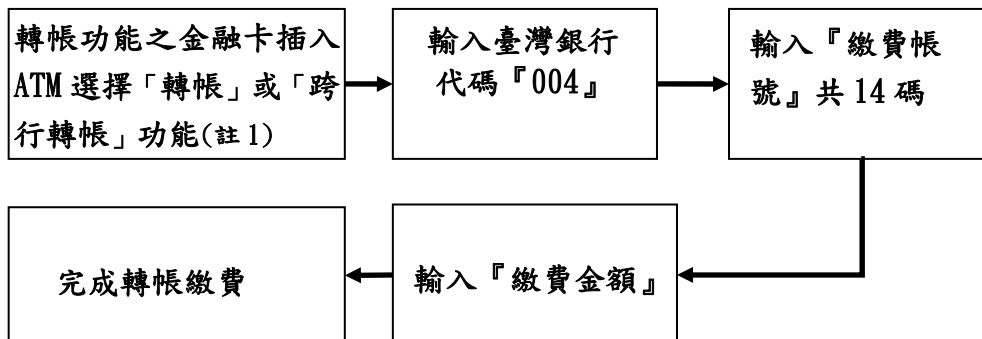 轉帳功能之金融卡插入
ATM 選擇「轉帳」或「跨
行轉帳」功能(註 1)
輸入臺灣銀行
代碼『004』
輸入『繳費帳
號』共 14 碼
輸入『繳費金額』
完成轉帳繳費